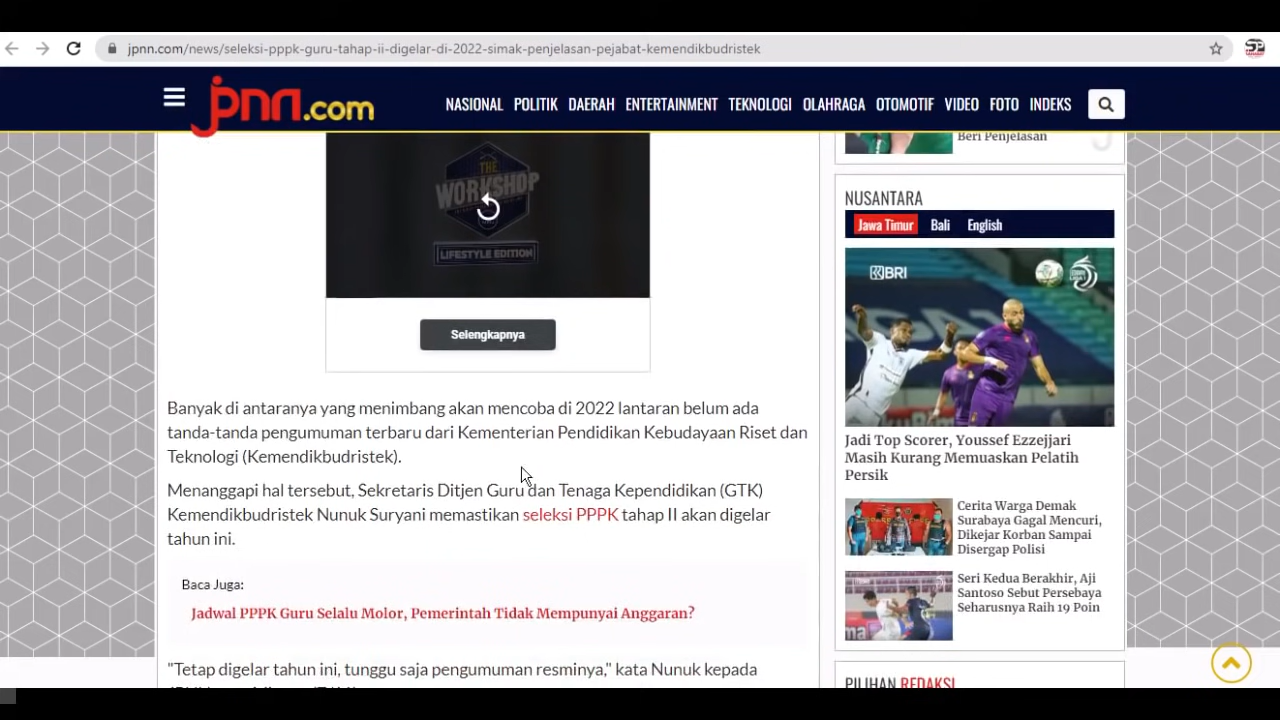 jpnn.com/news/seleksi-pppk-guru-tahap-ii-digelar-di-2022-simak-penjelasan-pejabat-kemendikbudristek
jpnn.com
NASIONAL POLITIK DAERAH ENTERTAINMENT TEKNOLOGI OLAHRAGA OTOMOTIF VIDEO FOTO INDEKS
THE
WORKSHOP
LIFESTYLE EDITION
Selengkapnya
Banyak di antaranya yang menimbang akan mencoba di 2022 lantaran belum ada
tanda-tanda pengumuman terbaru dari Kementerian Pendidikan Kebudayaan Riset dan
Teknologi (Kemendikbudristek).
Menanggapi hal tersebut, Sekretaris Ditjen Guru dan Tenaga Kependidikan (GTK)
Kemendikbudristek Nunuk Suryani memastikan seleksi PPPK tahap II akan digelar
tahun ini.
Baca Juga:
Jadwal PPPK Guru Selalu Molor, Pemerintah Tidak Mempunyai Anggaran?
"Tetap digelar tahun ini, tunggu saja pengumuman resminya," kata Nunuk kepada
Beri Penjelasan
NUSANTARA
Jawa Timur Bali English
BRI
Jadi Top Scorer, Youssef Ezzejjari
Masih Kurang Memuaskan Pelatih
Persik
Cerita Warga Demak
Surabaya Gagal Mencuri,
Dikejar Korban Sampai
Disergap Polisi
Seri Kedua Berakhir, Aji
Santoso Sebut Persebaya
Seharusnya Raih 19 Poin
PILIHAN REDAKSI